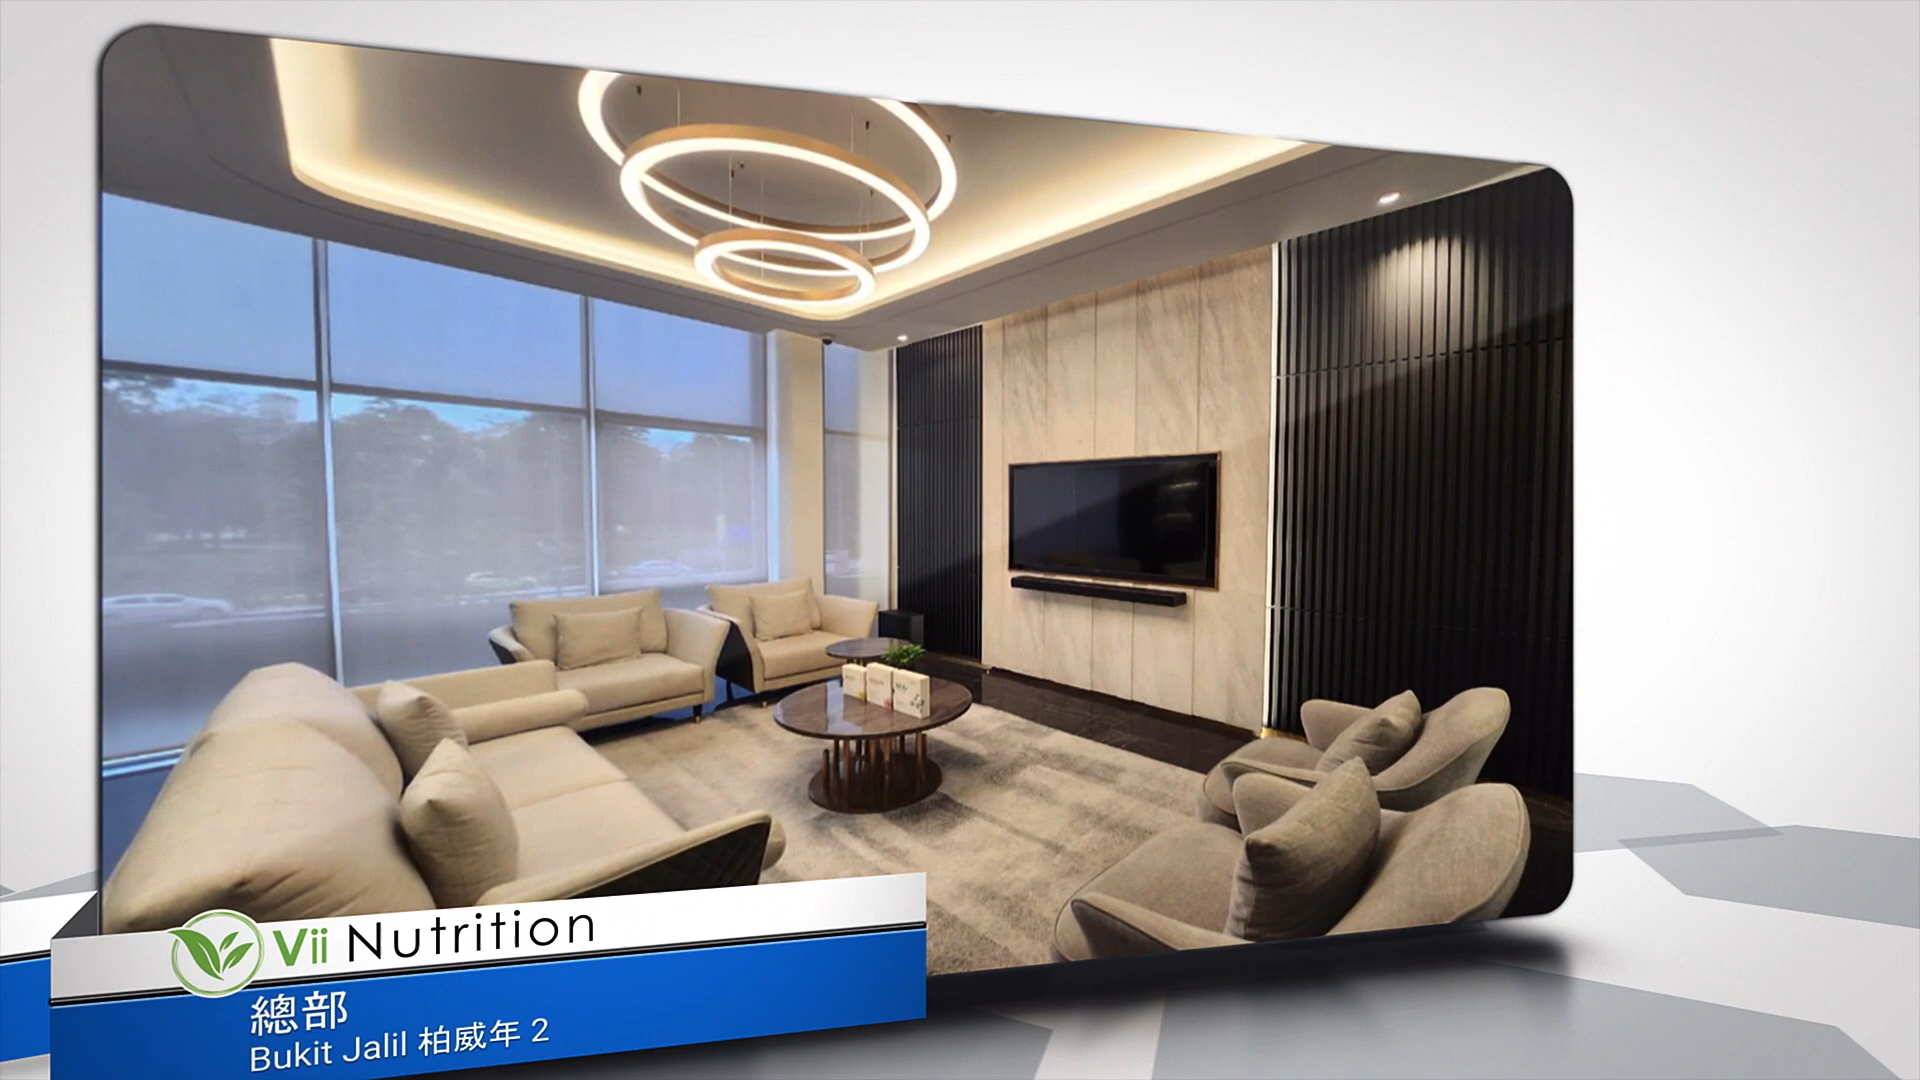 Vii Nutrition
總部
Bukit Jalil 柏威年 2